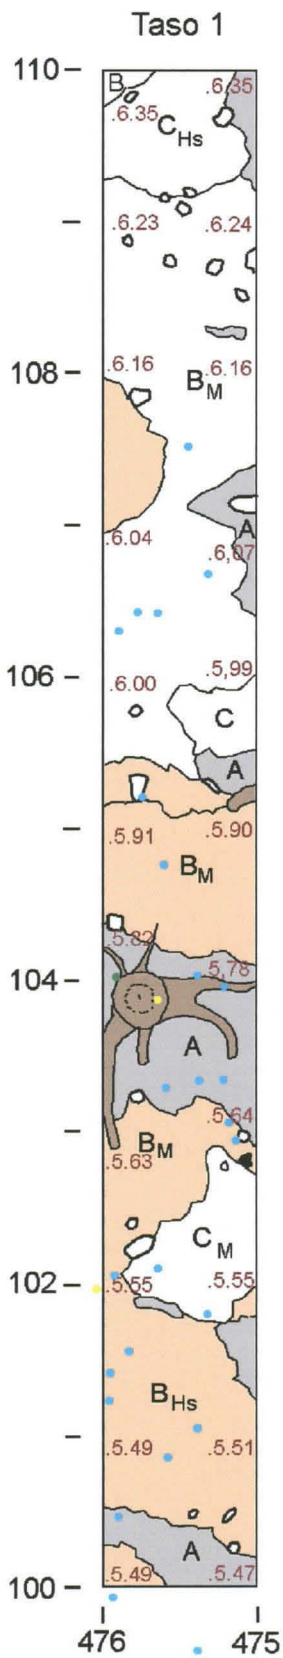 Taso 1
110
B
.6.35
.6.35
C Hs
.6.23
.6.24
108
.6.16
B M
.6.16
A
.6.04
.6,07
106
.6.00
.5,99
C
A
.5.91
.5.90
B M
.5.82
104
5,78
A
.5.64
B M
.5.63
C M
102
.5.55
.5.55
B Hs
.5.49
.5.51
A
100
.5.49
.5.47
476
475